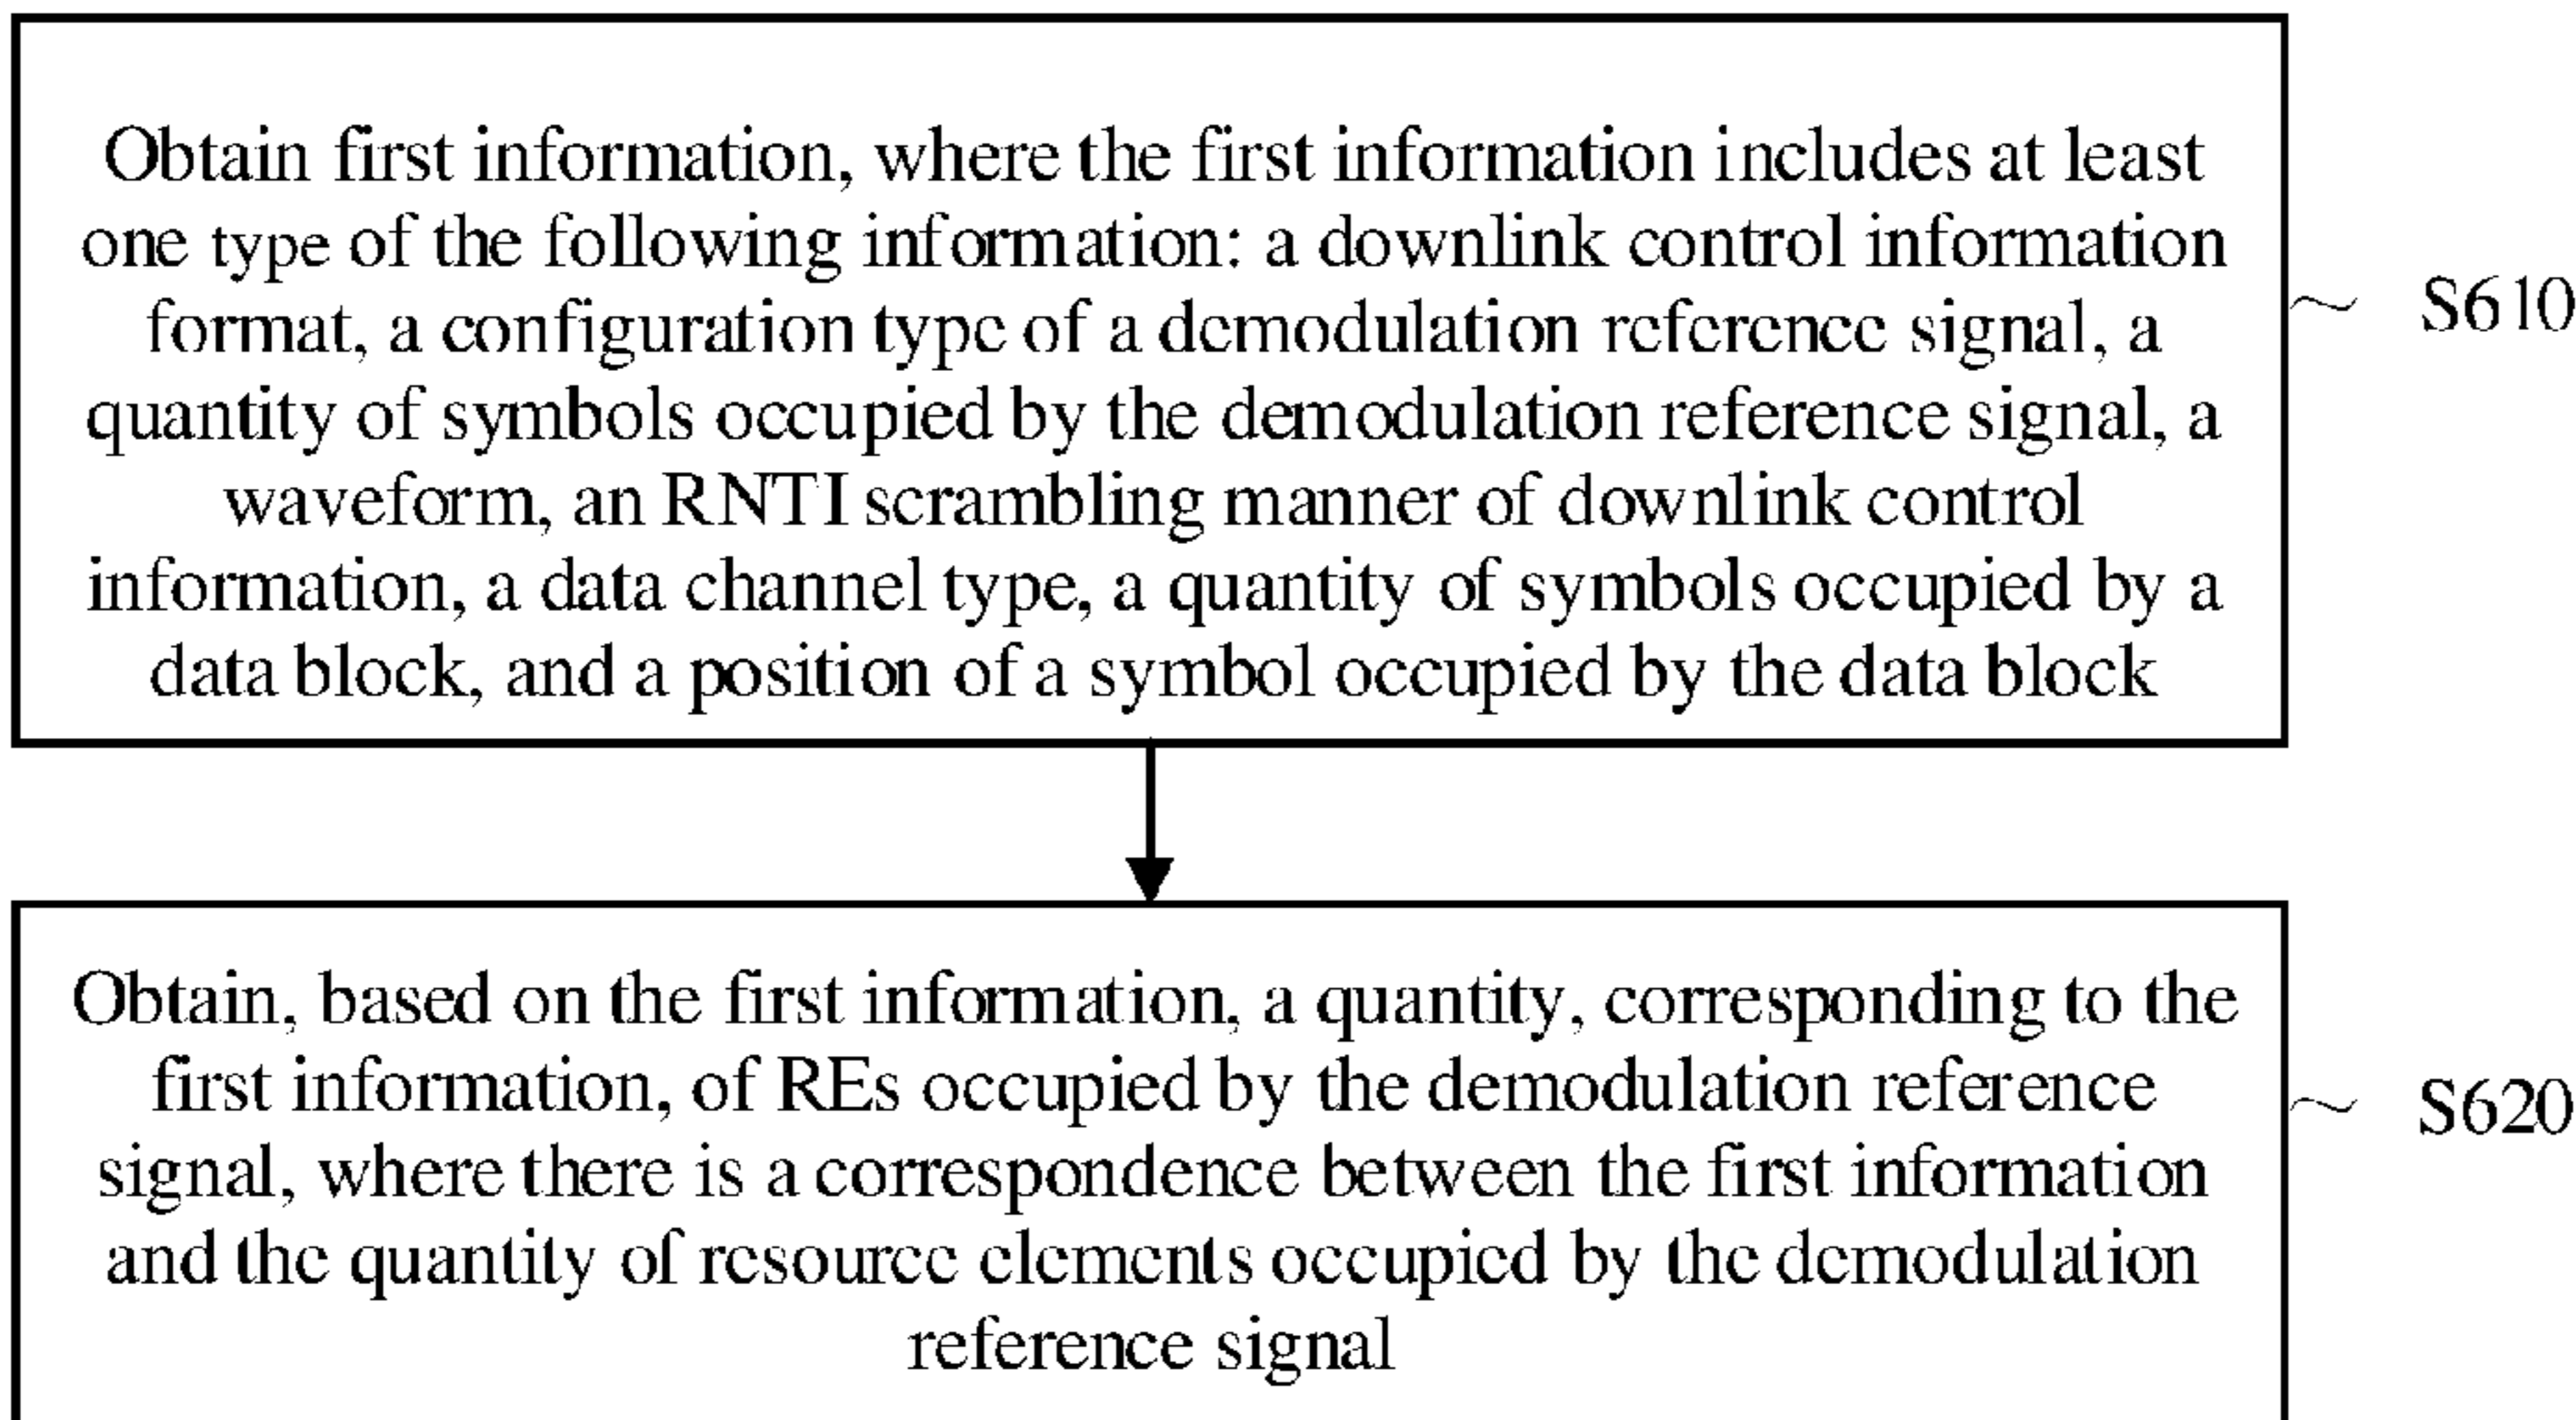 Obtain first information, where the first information includes at least
one type of the following information: a downlink control information
format, a configuration type of a demodulation reference signal, a
quantity of symbols occupied by the demodulation reference signal, a
waveform, an RNTI scrambling manner of downlink control
information, a data channel type, a quantity of symbols occupied by a
data block, and a position of a symbol occupied by the data block
~ S610
Obtain, based on the first information, a quantity, corresponding to the
first information, of REs occupied by the demodulation reference
signal, where there is a correspondence between the first information
and the quantity of resource elements occupied by the demodulation
reference signal
~ S620